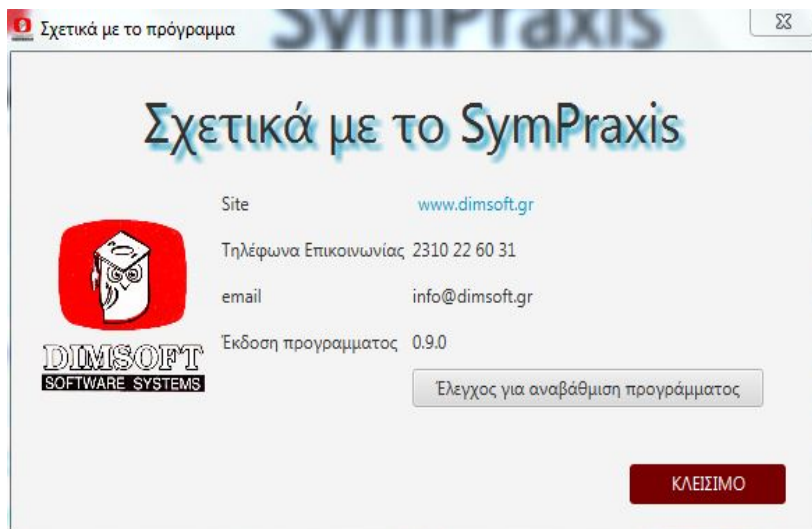 SymPraxis
Σχετικά με το πρόγραμμα
Σχετικά με το SymPraxis
Site www.dimsoft.gr
Τηλέφωνα Επικοινωνίας 2310 22 60 31
email info@dimsoft.gr
Έκδοση προγραμματος 0.9.0
DIMSOFT
SOFTWARE SYSTEMS
Έλεγχος για αναβάθμιση προγράμματος
ΚΛΕΙΣΙΜΟ